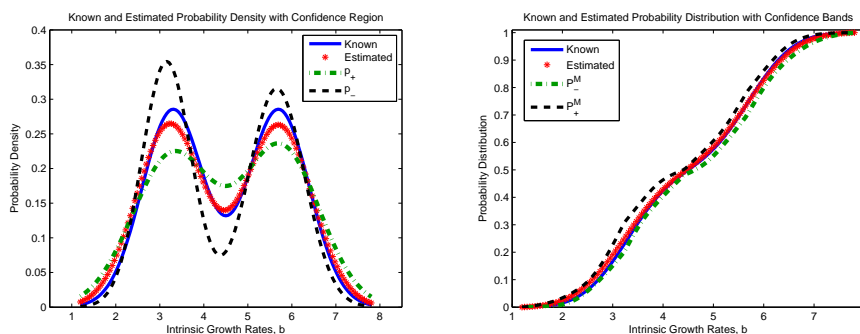 Known and Estimated Probability Density with Confidence Region
0.4
0.35
0.3
0.25
0.2
0.15
0.1
0.05
0
Probability Density
Known
Estimated
p+
p−
1 2 3 4 5 6 7 8
Intrinsic Growth Rates, b
Known and Estimated Probability Distribution with Confidence Bands
1
0.9
0.8
0.7
0.6
0.5
0.4
0.3
0.2
0.1
0
Probability Distribution
Known
Estimated
P−^M
P+^M
1 2 3 4 5 6 7
Intrinsic Growth Rates, b